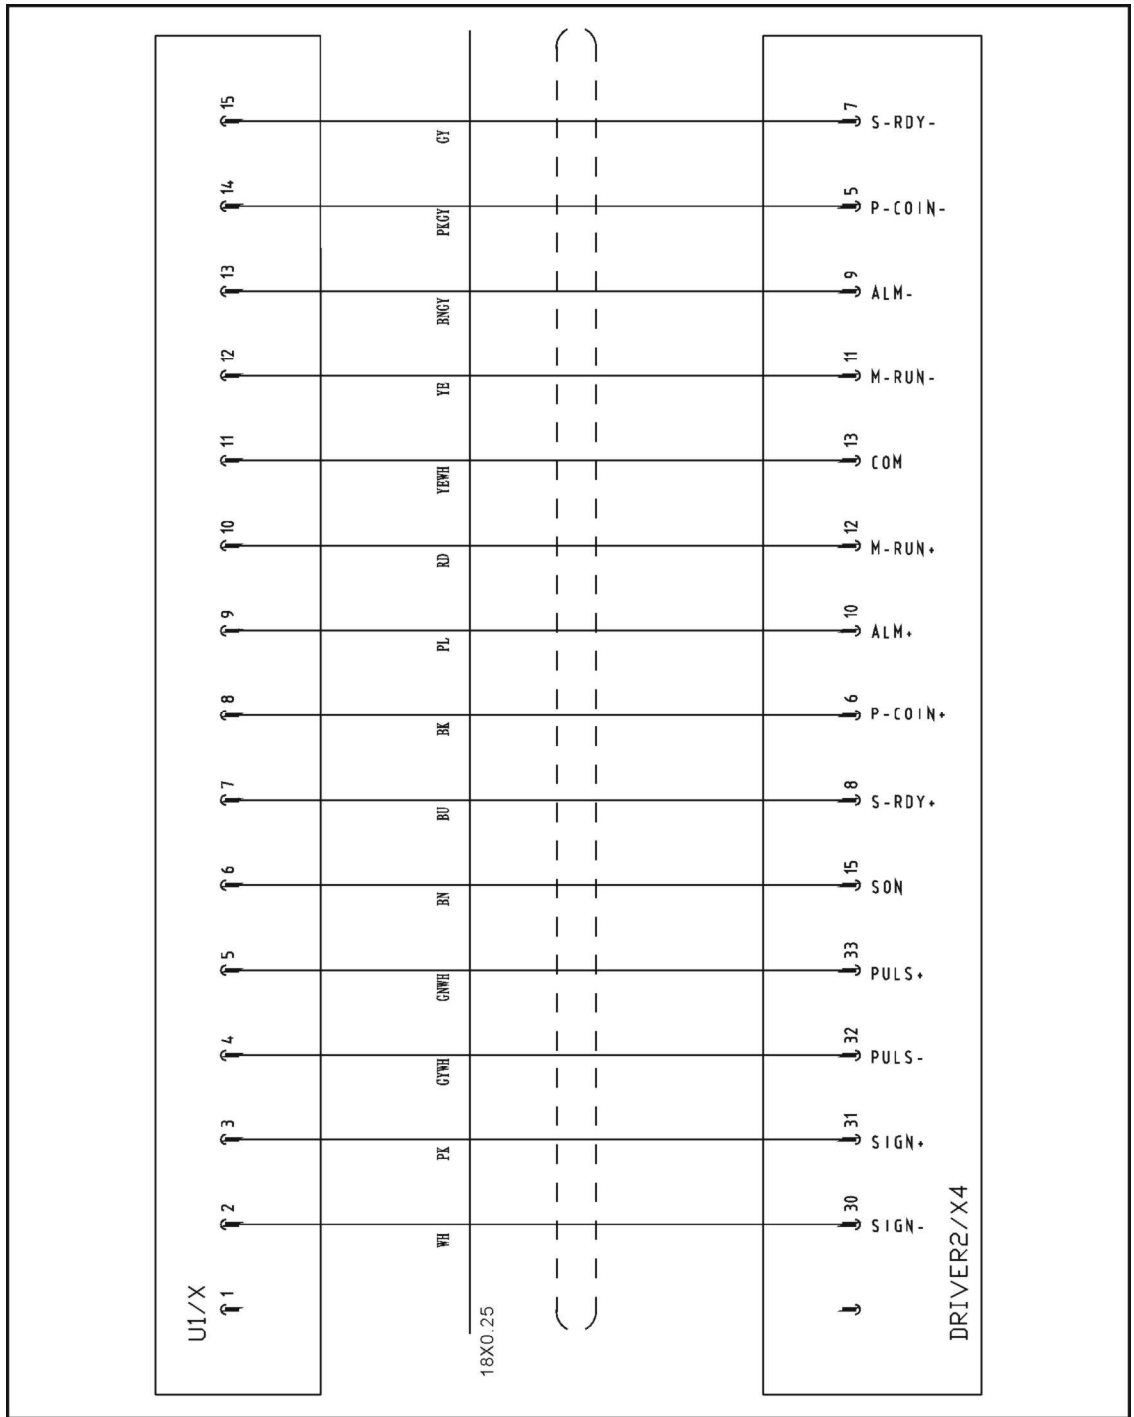 15 GY 7 S-RDY-
14 PKGY 5 P-COIN-
13 BNGY 9 ALM-
12 YE 11 M-RUN-
11 YEWH 13 COM
10 RD 12 M-RUN+
9 PL 10 ALM+
8 BK 6 P-COIN+
7 BU 8 S-RDY+
6 BN 15 SON
5 GNWH 33 PULS+
4 GYWH 32 PULS-
3 PK 31 SIGN+
2 WH 30 SIGN-
1
U1/X
18X0.25
DRIVER2/X4